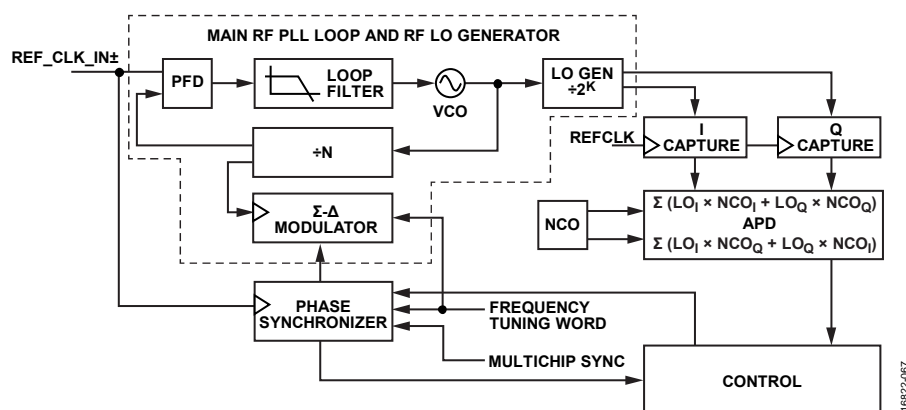 MAIN RF PLL LOOP AND RF LO GENERATOR
REF_CLK_IN±
PFD
LOOP
FILTER
VCO
LO GEN
÷2K
÷N
REFCLK
I
CAPTURE
Q
CAPTURE
Σ-Δ
MODULATOR
NCO
Σ (LOI × NCOI + LOQ × NCOQ)
APD
Σ (LOI × NCOQ + LOQ × NCOI)
PHASE
SYNCHRONIZER
FREQUENCY
TUNING WORD
MULTICHIP SYNC
CONTROL
16822-067